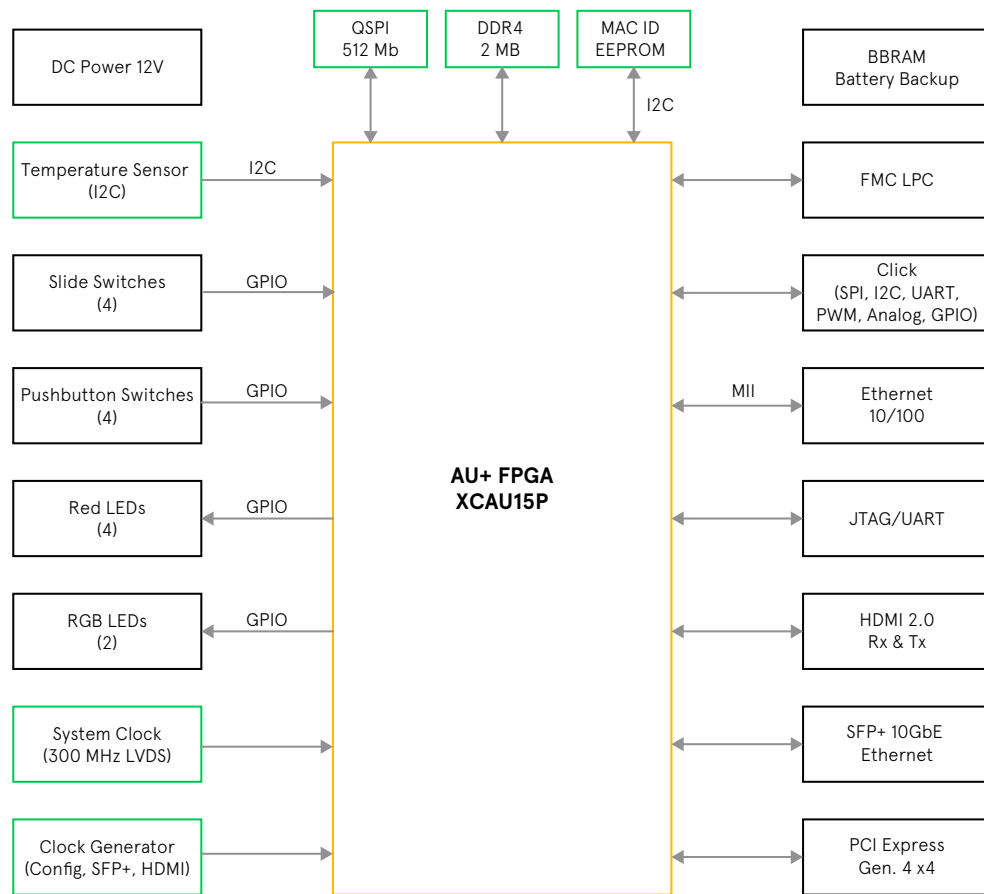 QSPI
512 Mb
DDR4
2 MB
MAC ID
EEPROM
DC Power 12V
BBRAM
Battery Backup
I2C
Temperature Sensor
(I2C)
I2C
FMC LPC
Slide Switches
(4)
GPIO
Click
(SPI, I2C, UART,
PWM, Analog, GPIO)
Pushbutton Switches
(4)
GPIO
MII
Ethernet
10/100
AU+ FPGA
XCAU15P
Red LEDs
(4)
GPIO
JTAG/UART
RGB LEDs
(2)
GPIO
HDMI 2.0
Rx & Tx
System Clock
(300 MHz LVDS)
SFP+ 10GbE
Ethernet
Clock Generator
(Config, SFP+, HDMI)
PCI Express
Gen. 4 x4